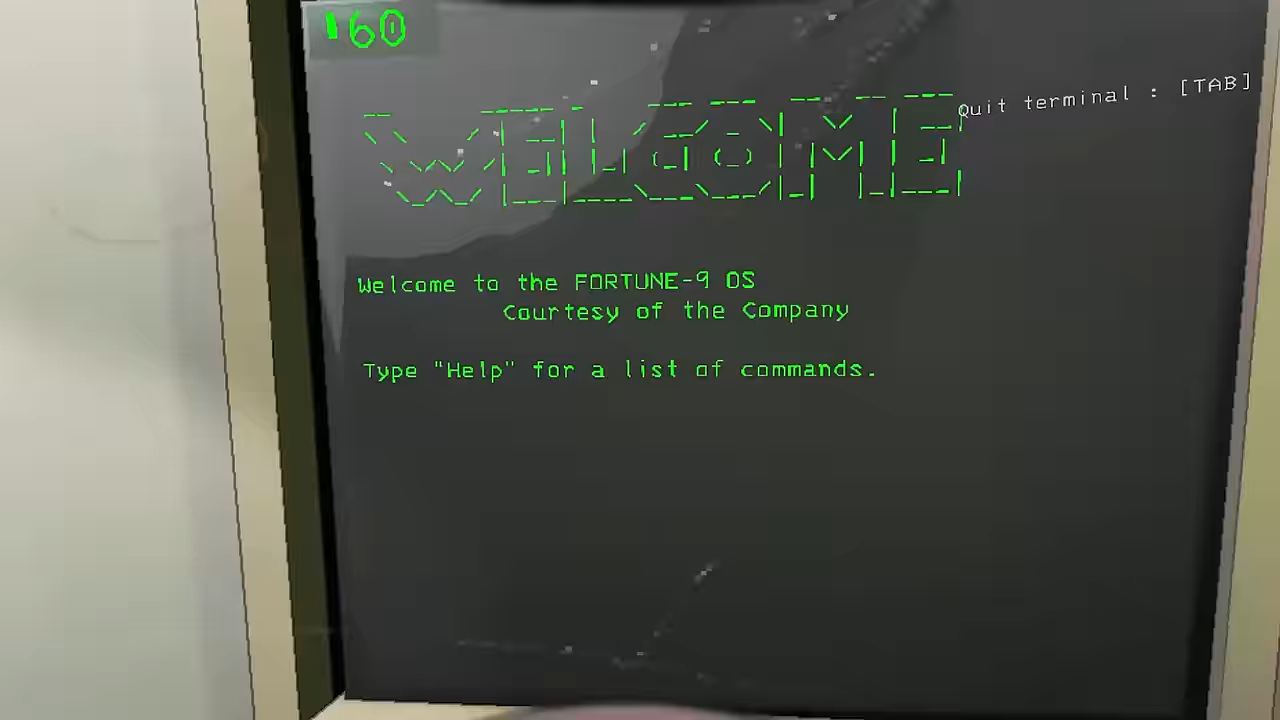 60
Quit terminal : [TAB]
WELCOME
Welcome to the FORTUNE-9 OS
Courtesy of the Company
Type "Help" for a list of commands.